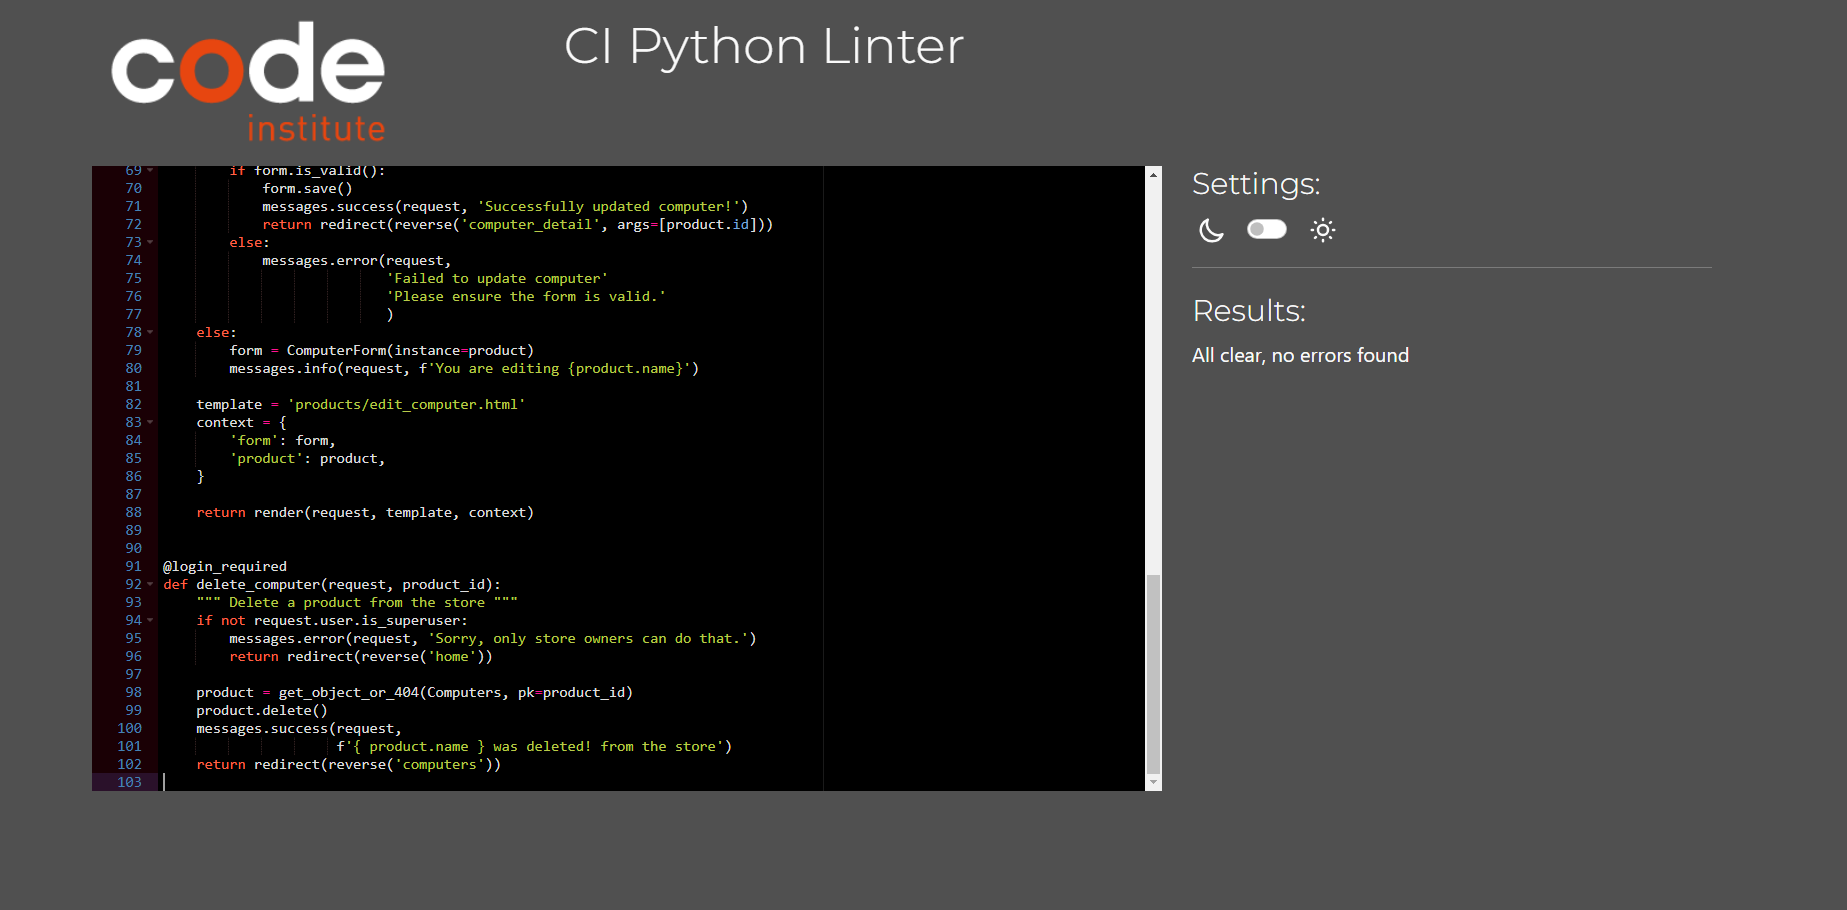 code
institute
CI Python Linter
69 if form.is_valid():
70 form.save()
71 messages.success(request, 'Successfully updated computer!')
72 return redirect(reverse('computer_detail', args=[product.id]))
73 else:
74 messages.error(request,
75 'Failed to update computer'
76 'Please ensure the form is valid.'
77 )
78 else:
79 form = ComputerForm(instance=product)
80 messages.info(request, f'You are editing {product.name}')
81
82 template = 'products/edit_computer.html'
83 context = {
84 'form': form,
85 'product': product,
86 }
87
88 return render(request, template, context)
89
90
91 @login_required
92 def delete_computer(request, product_id):
93 """ Delete a product from the store """
94 if not request.user.is_superuser:
95 messages.error(request, 'Sorry, only store owners can do that.')
96 return redirect(reverse('home'))
97
98 product = get_object_or_404(Computers, pk=product_id)
99 product.delete()
100 messages.success(request,
101 f'{ product.name } was deleted! from the store')
102 return redirect(reverse('computers'))
103
Settings:
Results:
All clear, no errors found